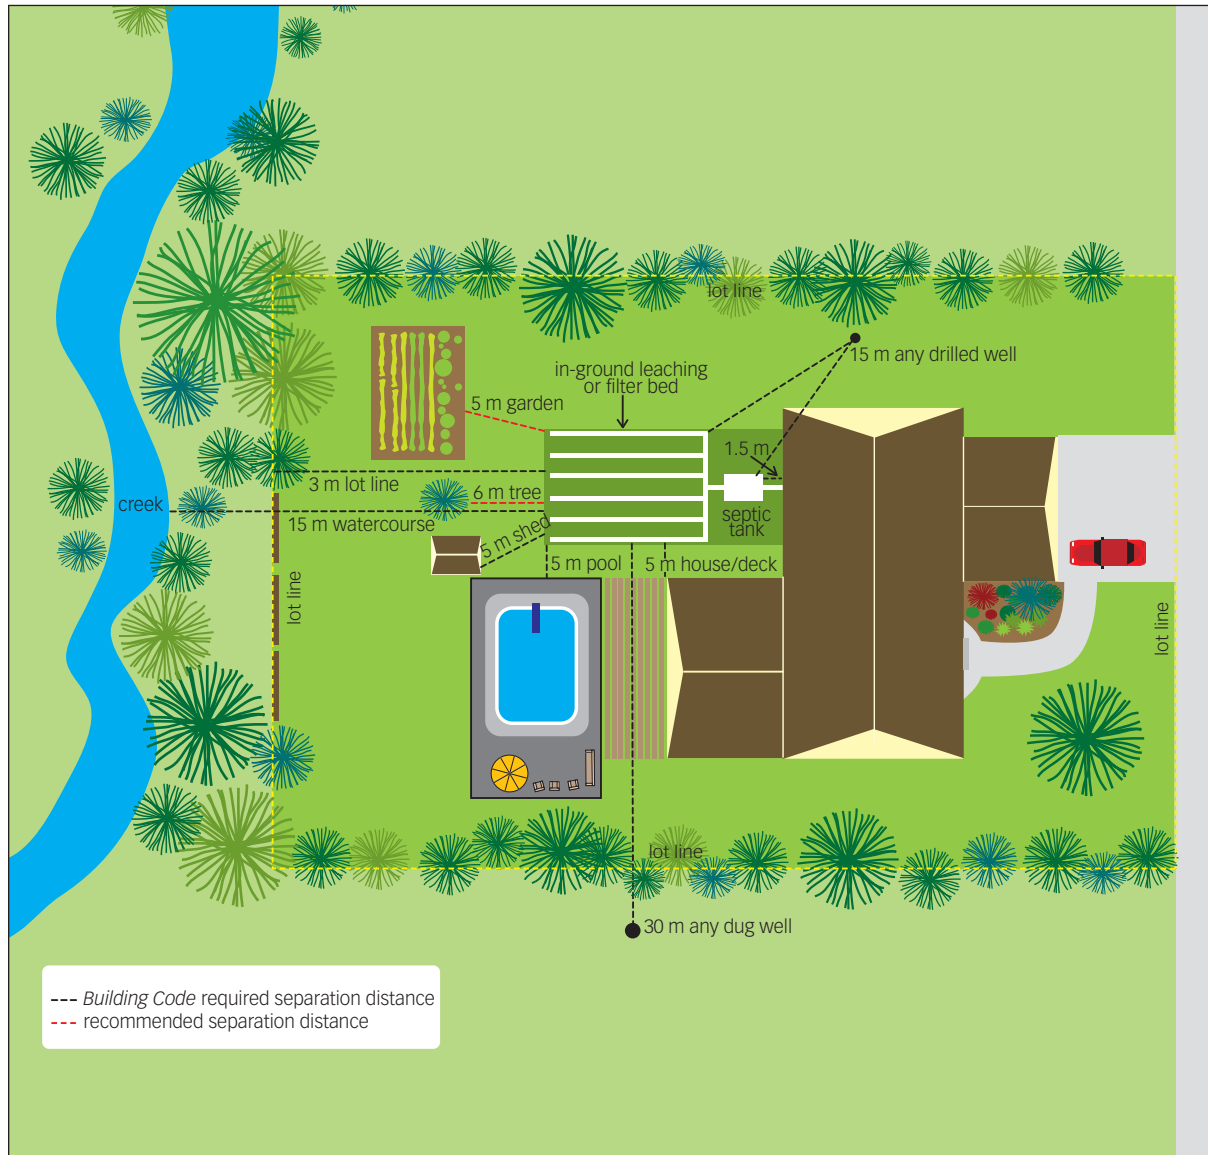 lot line
15 m any drilled well
in-ground leaching
or filter bed
5 m garden
1.5 m
3 m lot line
6 m tree
creek
15 m watercourse
septic
tank
5 m shed
5 m pool
5 m house/deck
lot line
lot line
lot line
30 m any dug well
Building Code required separation distance
recommended separation distance